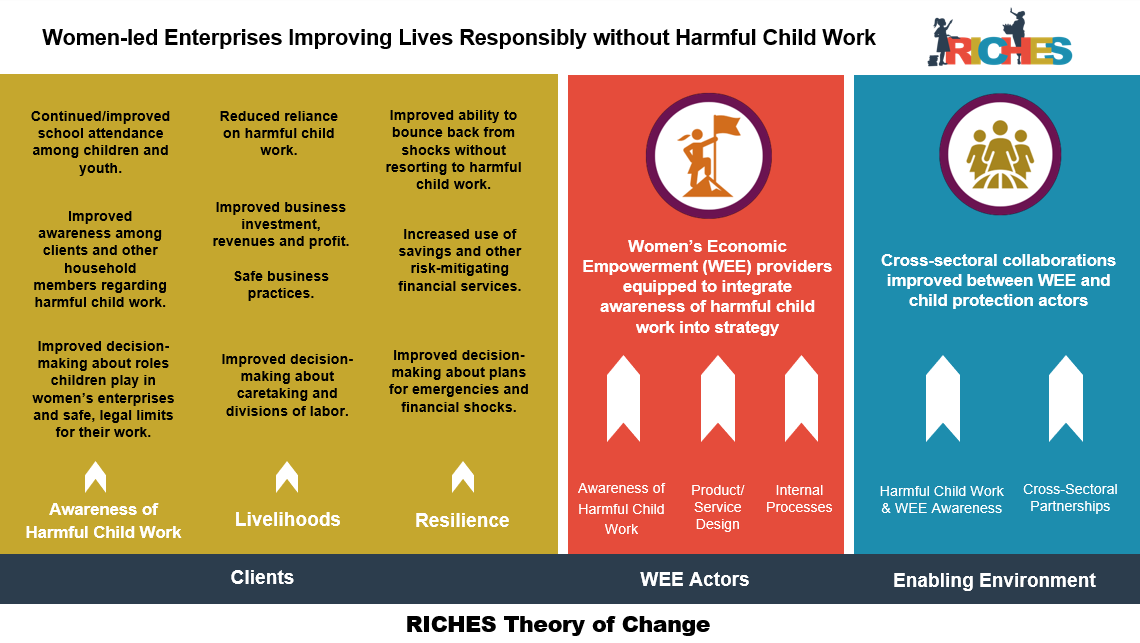 Women-led Enterprises Improving Lives Responsibly without Harmful Child Work
RICHES
Continued/improved
school attendance
among children and
youth.
Improved
awareness among
clients and other
household
members regarding
harmful child work.
Improved decision-
making about roles
children play in
women’s enterprises
and safe, legal limits
for their work.
Awareness of
Harmful Child Work
Reduced reliance
on harmful child
work.
Improved business
investment,
revenues and profit.
Safe business
practices.
Improved decision-
making about
caretaking and
divisions of labor.
Livelihoods
Improved ability to
bounce back from
shocks without
resorting to harmful
child work.
Increased use of
savings and other
risk-mitigating
financial services.
Improved decision-
making about plans
for emergencies and
financial shocks.
Resilience
Clients
Women’s Economic
Empowerment (WEE) providers
equipped to integrate
awareness of harmful child
work into strategy
Awareness of
Harmful Child
Work
Product/
Service
Design
Internal
Processes
WEE Actors
Cross-sectoral collaborations
improved between WEE and
child protection actors
Harmful Child Work
& WEE Awareness
Cross-Sectoral
Partnerships
Enabling Environment
RICHES Theory of Change